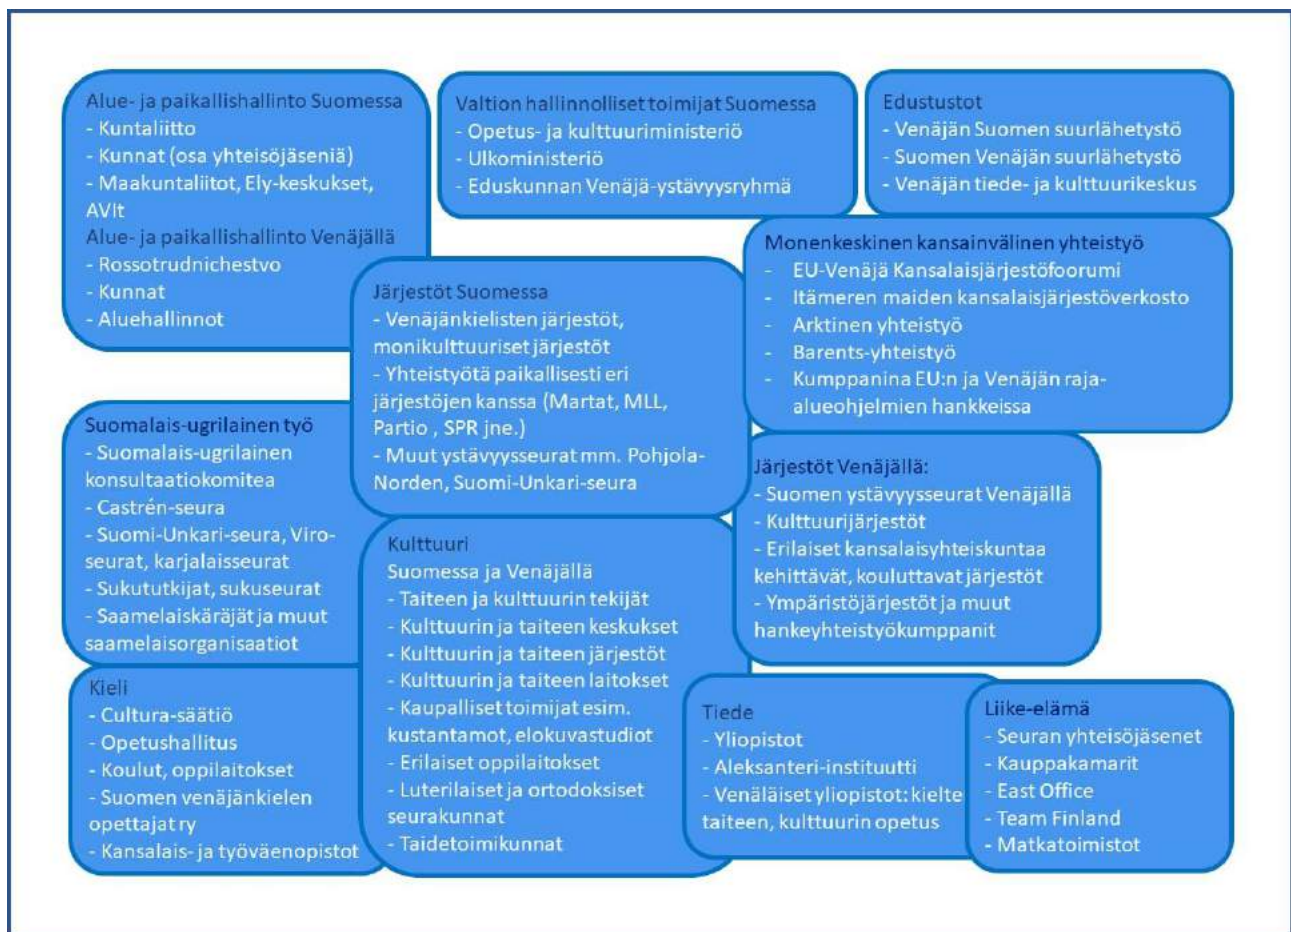 Alue- ja paikallishallinto Suomessa
- Kuntaliitto
- Kunnat (osa yhteisöjäseniä)
- Maakuntaliitot, Ely-keskukset,
AVIt
Alue- ja paikallishallinto Venäjällä
- Rossotrudnichestvo
- Kunnat
- Aluehallinnot
Valtion hallinnolliset toimijat Suomessa
- Opetus- ja kulttuuriministeriö
- Ulkoministeriö
- Eduskunnan Venäjä-ystävyysryhmä
Edustustot
- Venäjän Suomen suurlähetystö
- Suomen Venäjän suurlähetystö
- Venäjän tiede- ja kulttuurikeskus
Järjestöt Suomessa
- Venäjänkielisten järjestöt,
monikulttuuriset järjestöt
- Yhteistyötä paikallisesti eri
järjestöjen kanssa (Martat, MLL,
Partio , SPR jne.)
- Muut ystävyysseurat mm. Pohjola-
Norden, Suomi-Unkari-seura
Monenkeskinen kansainvälinen yhteistyö
- EU-Venäjä Kansalaisjärjestöfoorumi
- Itämeren maiden kansalaisjärjestöverkosto
- Arktinen yhteistyö
- Barents-yhteistyö
- Kumppanina EU:n ja Venäjän raja-
alueohjelmien hankkeissa
Suomalais-ugrilainen työ
- Suomalais-ugrilainen
konsultaatiokomitea
- Castrén-seura
- Suomi-Unkari-seura, Viro-
seurat, karjalaisseurat
- Sukututkijat, sukuseurat
- Saamelaiskäräjät ja muut
saamelaisorganisaatiot
Järjestöt Venäjällä:
- Suomen ystävyysseurat Venäjällä
- Kulttuurijärjestöt
- Erilaiset kansalaisyhteiskuntaa
kehittävät, kouluttavat järjestöt
- Ympäristöjärjestöt ja muut
hankeyhteistyökumppanit
Kulttuuri
Suomessa ja Venäjällä
- Taiteen ja kulttuurin tekijät
- Kulttuurin ja taiteen keskukset
- Kulttuurin ja taiteen järjestöt
- Kulttuurin ja taiteen laitokset
- Kaupalliset toimijat esim.
kustantamot, elokuvastudiot
- Erilaiset oppilaitokset
- Luterilaiset ja ortodoksiset
seurakunnat
- Taidetoimikunnat
Kieli
- Cultura-säätiö
- Opetushallitus
- Koulut, oppilaitokset
- Suomen venäjänkielen
opettajat ry
- Kansalais- ja työväenopistot
Tiede
- Yliopistot
- Aleksanteri-instituutti
- Venäläiset yliopistot: kielte
taiteen, kulttuurin opetus
Liike-elämä
- Seuran yhteisöjäsenet
- Kauppakamarit
- East Office
- Team Finland
- Matkatoimistot